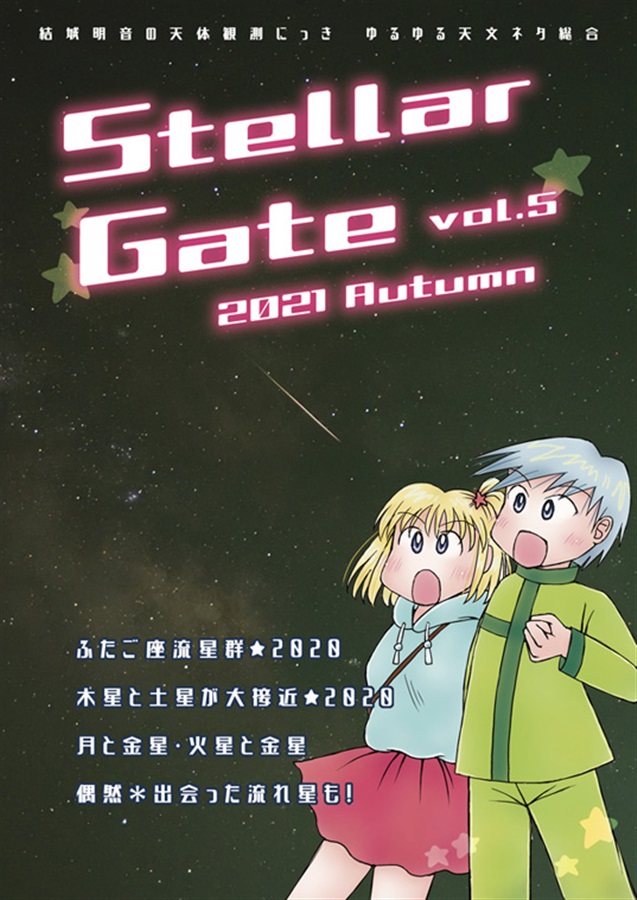 結城明音の天体観測にっき　ゆるゆる天文ネタ総合
Stellar
Gate vol.5
2021 Autumn
ふたご座流星群★2020
木星と土星が大接近★2020
月と金星・火星と金星
偶然＊出会った流れ星も！